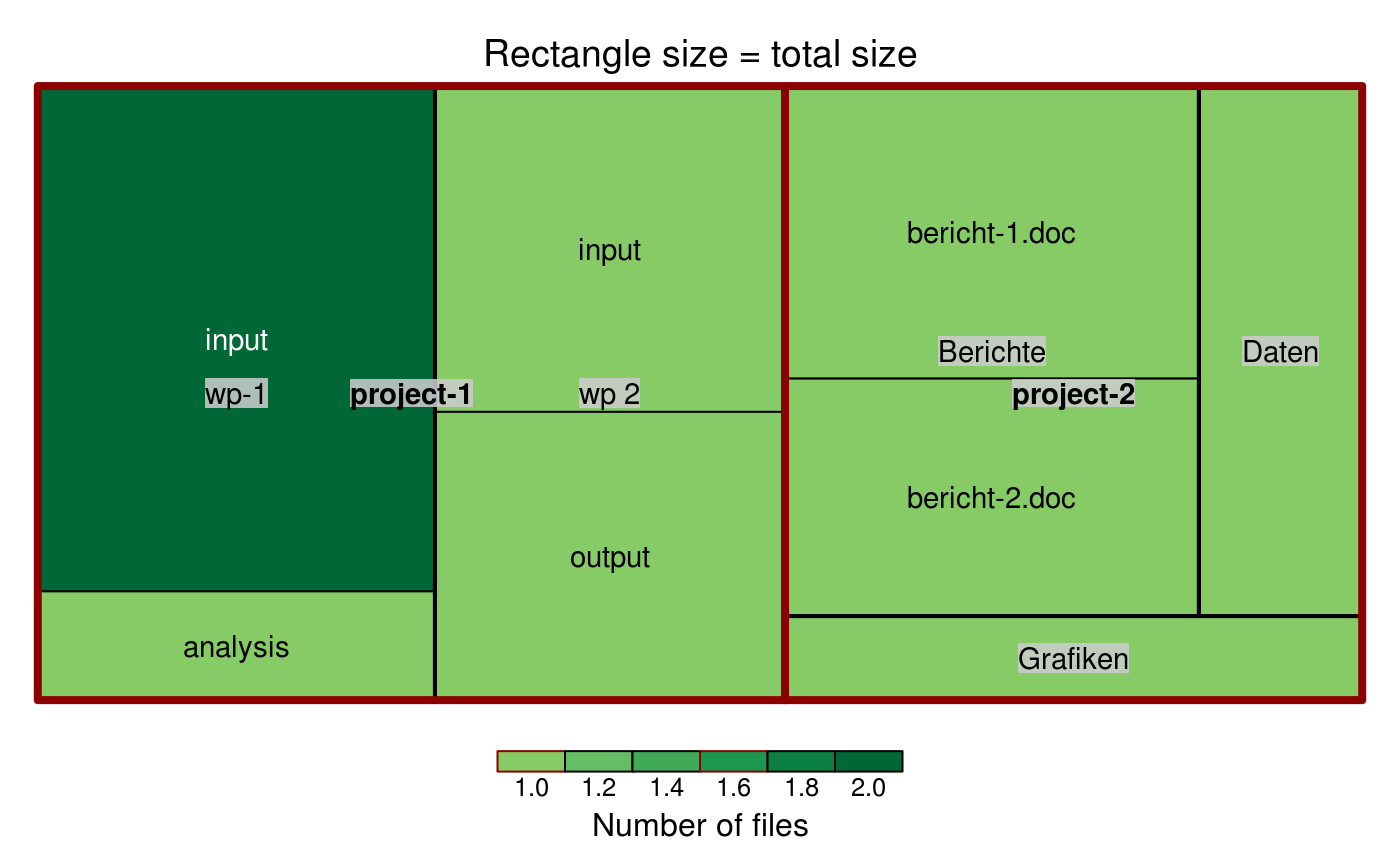 Rectangle size = total size
input
wp-1
analysis
project-1
input
wp 2
output
bericht-1.doc
Berichte
project-2
bericht-2.doc
Daten
Grafiken
1.0 1.2 1.4 1.6 1.8 2.0
Number of files